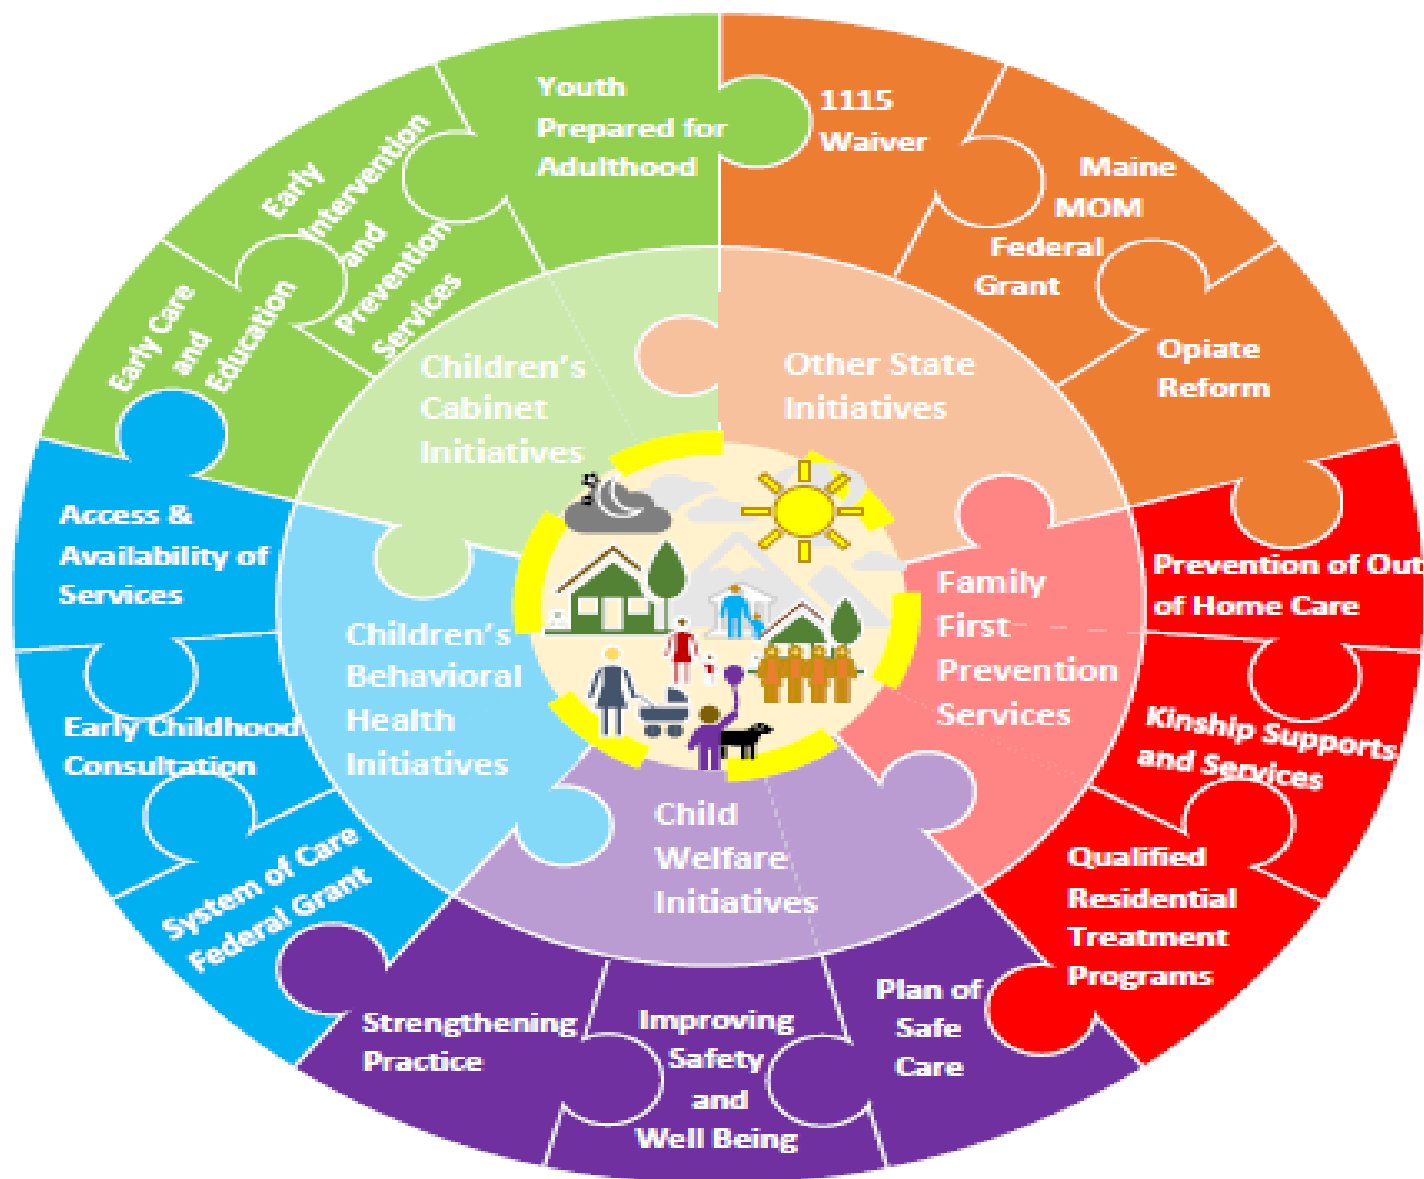 Youth
Prepared for
Adulthood
1115
Waiver
Maine
MOM
Federal
Grant
Opiate
Reform
Prevention of Out
of Home Care
Kinship Supports
and Services
Qualified
Residential
Treatment
Programs
Plan of
Safe
Care
Improving
Safety
and
Well Being
Strengthening
Practice
System of Care
Federal Grant
Early Childhood
Consultation
Access &
Availability of
Services
Early Care
and
Education
Early
Intervention
and
Prevention
Services
Children's
Cabinet
Initiatives
Other State
Initiatives
Family
First
Prevention
Services
Child
Welfare
Initiatives
Children's
Behavioral
Health
Initiatives